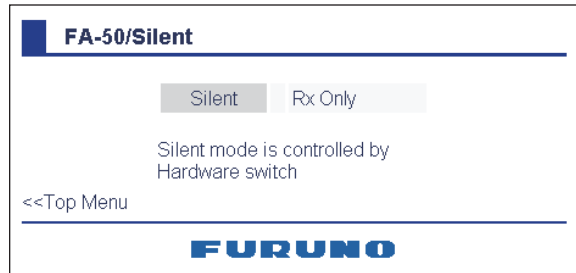 FA-50/Silent
Silent Rx Only
Silent mode is controlled by
Hardware switch
<<Top Menu
FURUNO